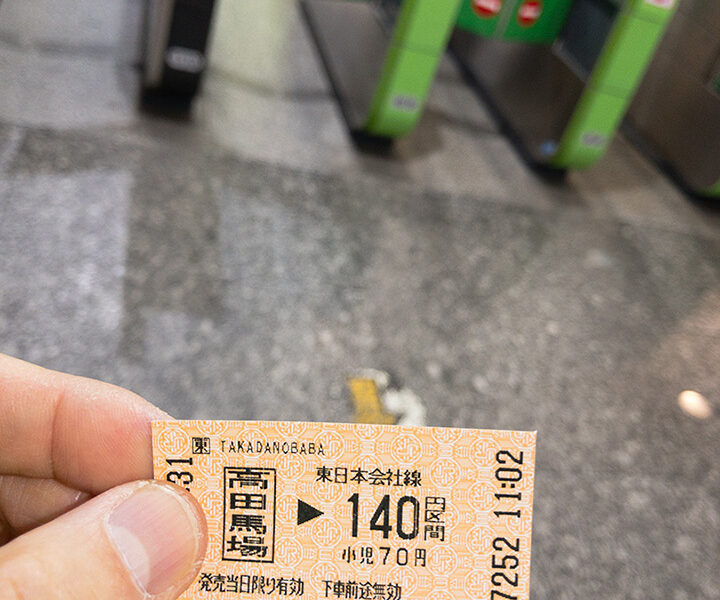 東 TAKADANOBABA
31
高田馬場
東日本会社線
▶ 140円区間
小児70円
発売当日限り有効 下車前途無効
7252 11:02